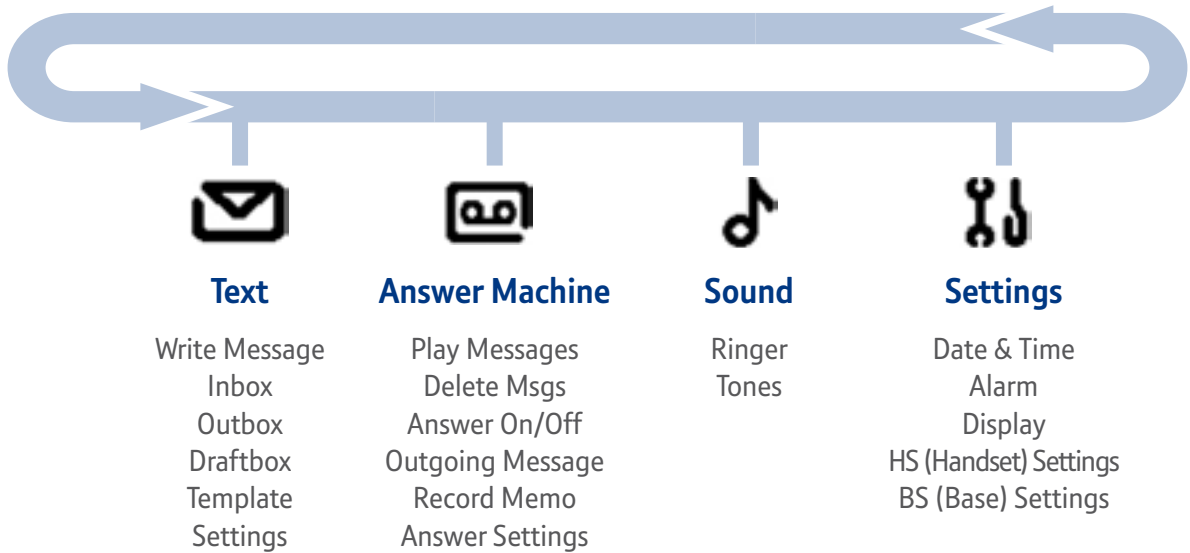 Text
Write Message
Inbox
Outbox
Draftbox
Template
Settings
Answer Machine
Play Messages
Delete Msgs
Answer On/Off
Outgoing Message
Record Memo
Answer Settings
Sound
Ringer
Tones
Settings
Date & Time
Alarm
Display
HS (Handset) Settings
BS (Base) Settings